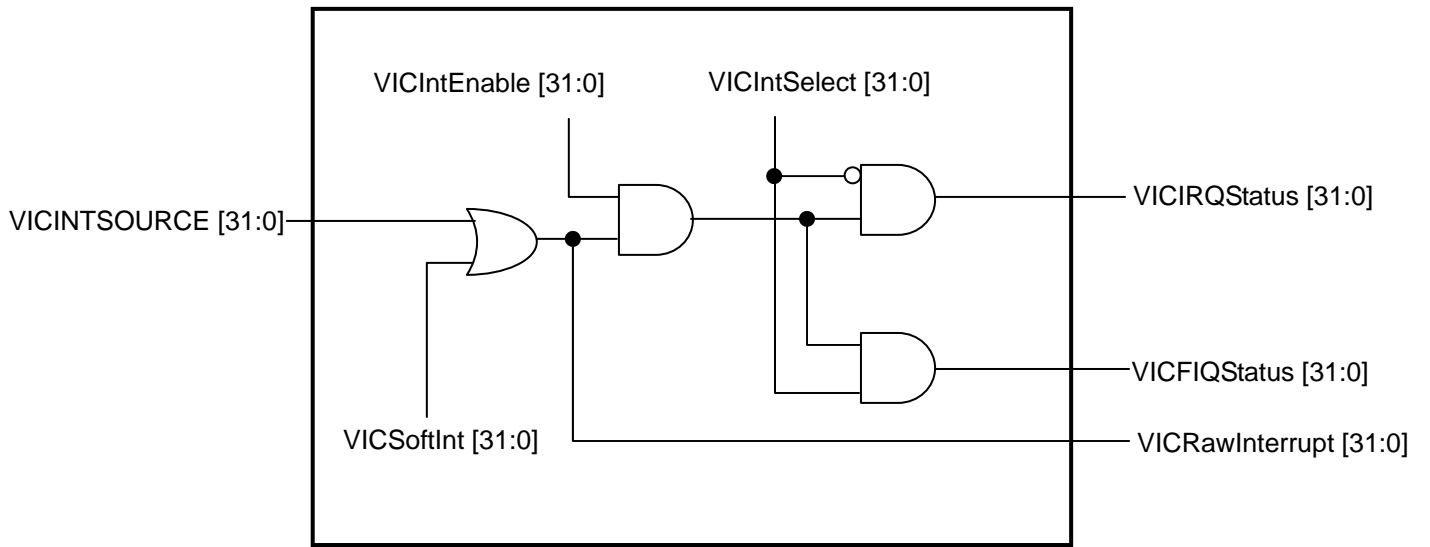 VICIntEnable [31:0]
VICIntSelect [31:0]
VICINTSOURCE [31:0]
VICIRQStatus [31:0]
VICFIQStatus [31:0]
VICSoftInt [31:0]
VICRawInterrupt [31:0]